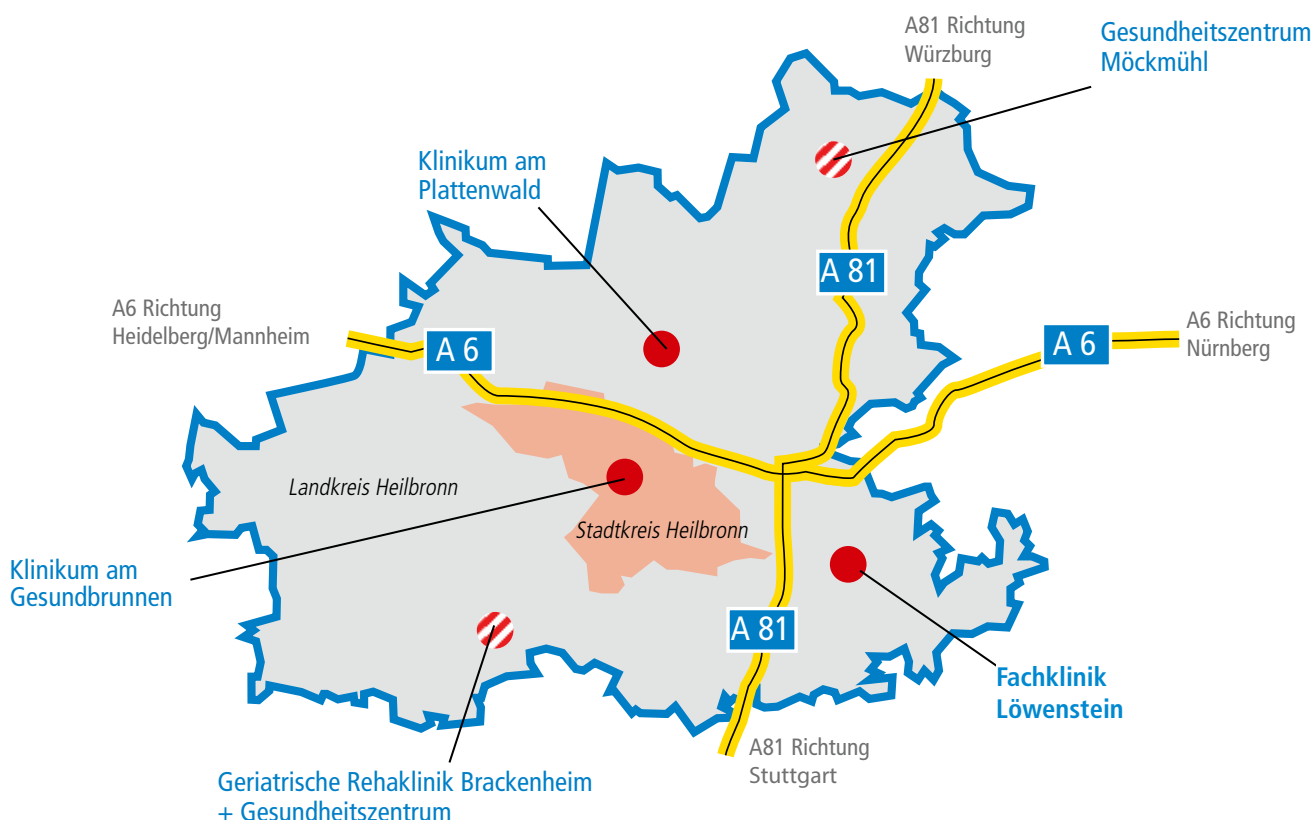 A81 Richtung
Würzburg
Gesundheitszentrum
Möckmühl
Klinikum am
Plattenwald
A 81
A6 Richtung
Heidelberg/Mannheim
A 6
A 6
A6 Richtung
Nürnberg
Landkreis Heilbronn
Stadtkreis Heilbronn
Klinikum am
Gesundbrunnen
A 81
Fachklinik
Löwenstein
A81 Richtung
Stuttgart
Geriatrische Rehaklinik Brackenheim
+ Gesundheitszentrum